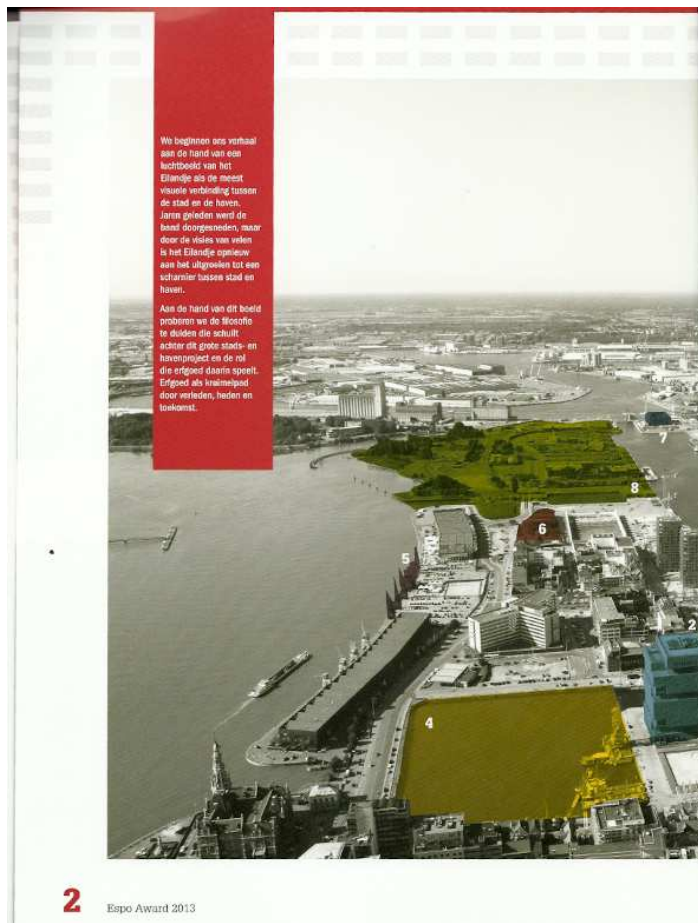 We beginnen ons verhaal
aan de hand van een
luchtbeeld van het
Eilandje als de meest
visuele verbinding tussen
de stad en de haven.
Jaren geleden werd de
band doorgesneden, maar
door de visies van velen
is het Eilandje opnieuw
aan het uitgroeien tot een
scharnier tussen stad en
haven.
Aan de hand van dit beeld
proberen we de filosofie
te duiden die schuilt
achter dit grote stads- en
havenproject en de rol
die erfgoed daarin speelt.
Erfgoed als kruimelpad
door verleden, heden en
toekomst.
7
8
6
5
2
4
2 Espo Award 2013